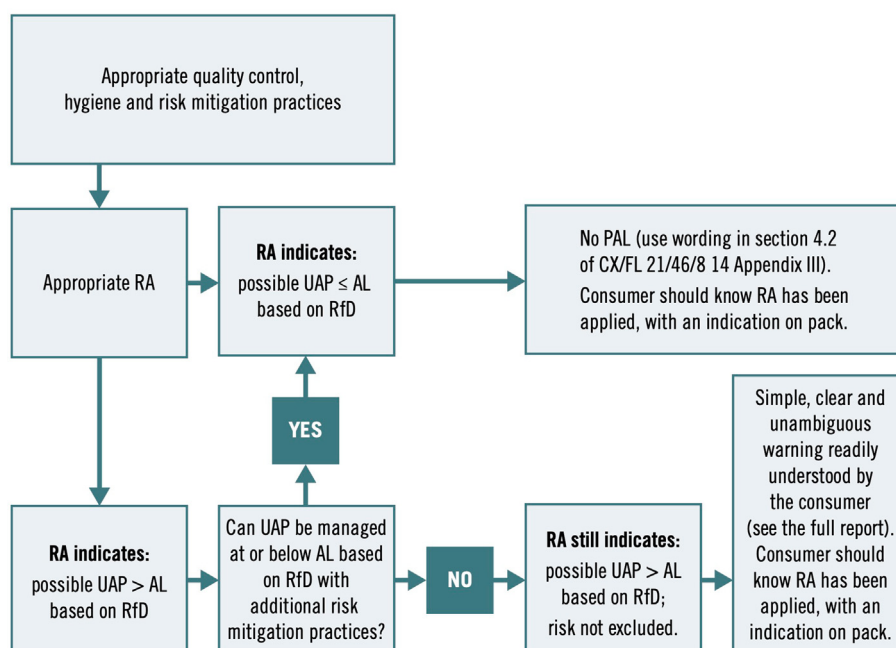 Appropriate quality control,
hygiene and risk mitigation practices
Appropriate RA
RA indicates:
possible UAP ≤ AL
based on RfD
No PAL (use wording in section 4.2
of CX/FL 21/46/8 14 Appendix III).
Consumer should know RA has been
applied, with an indication on pack.
YES
RA indicates:
possible UAP > AL
based on RfD
Can UAP be managed
at or below AL based
on RfD with
additional risk
mitigation practices?
NO
RA still indicates:
possible UAP > AL
based on RfD;
risk not excluded.
Simple, clear and
unambiguous
warning readily
understood by
the consumer
(see the full report).
Consumer should
know RA has been
applied, with an
indication on pack.